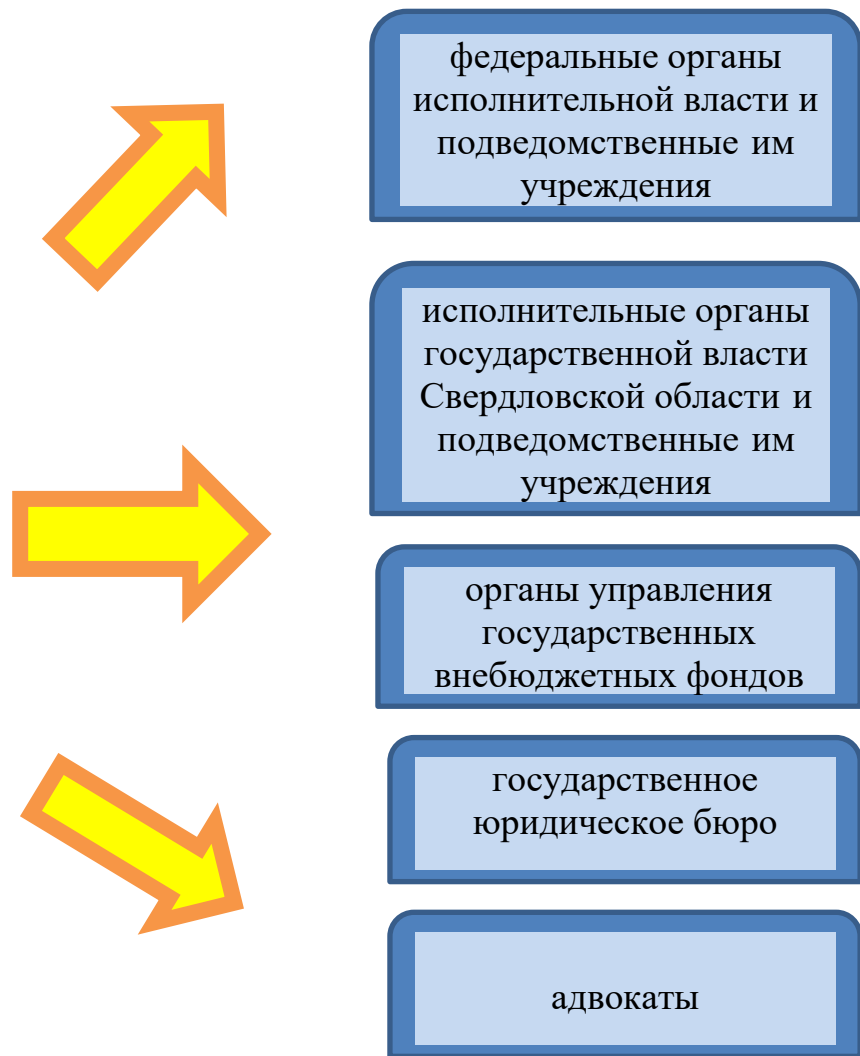 федеральные органы
исполнительной власти и
подведомственные им
учреждения
исполнительные органы
государственной власти
Свердловской области и
подведомственные им
учреждения
органы управления
государственных
внебюджетных фондов
государственное
юридическое бюро
адвокаты